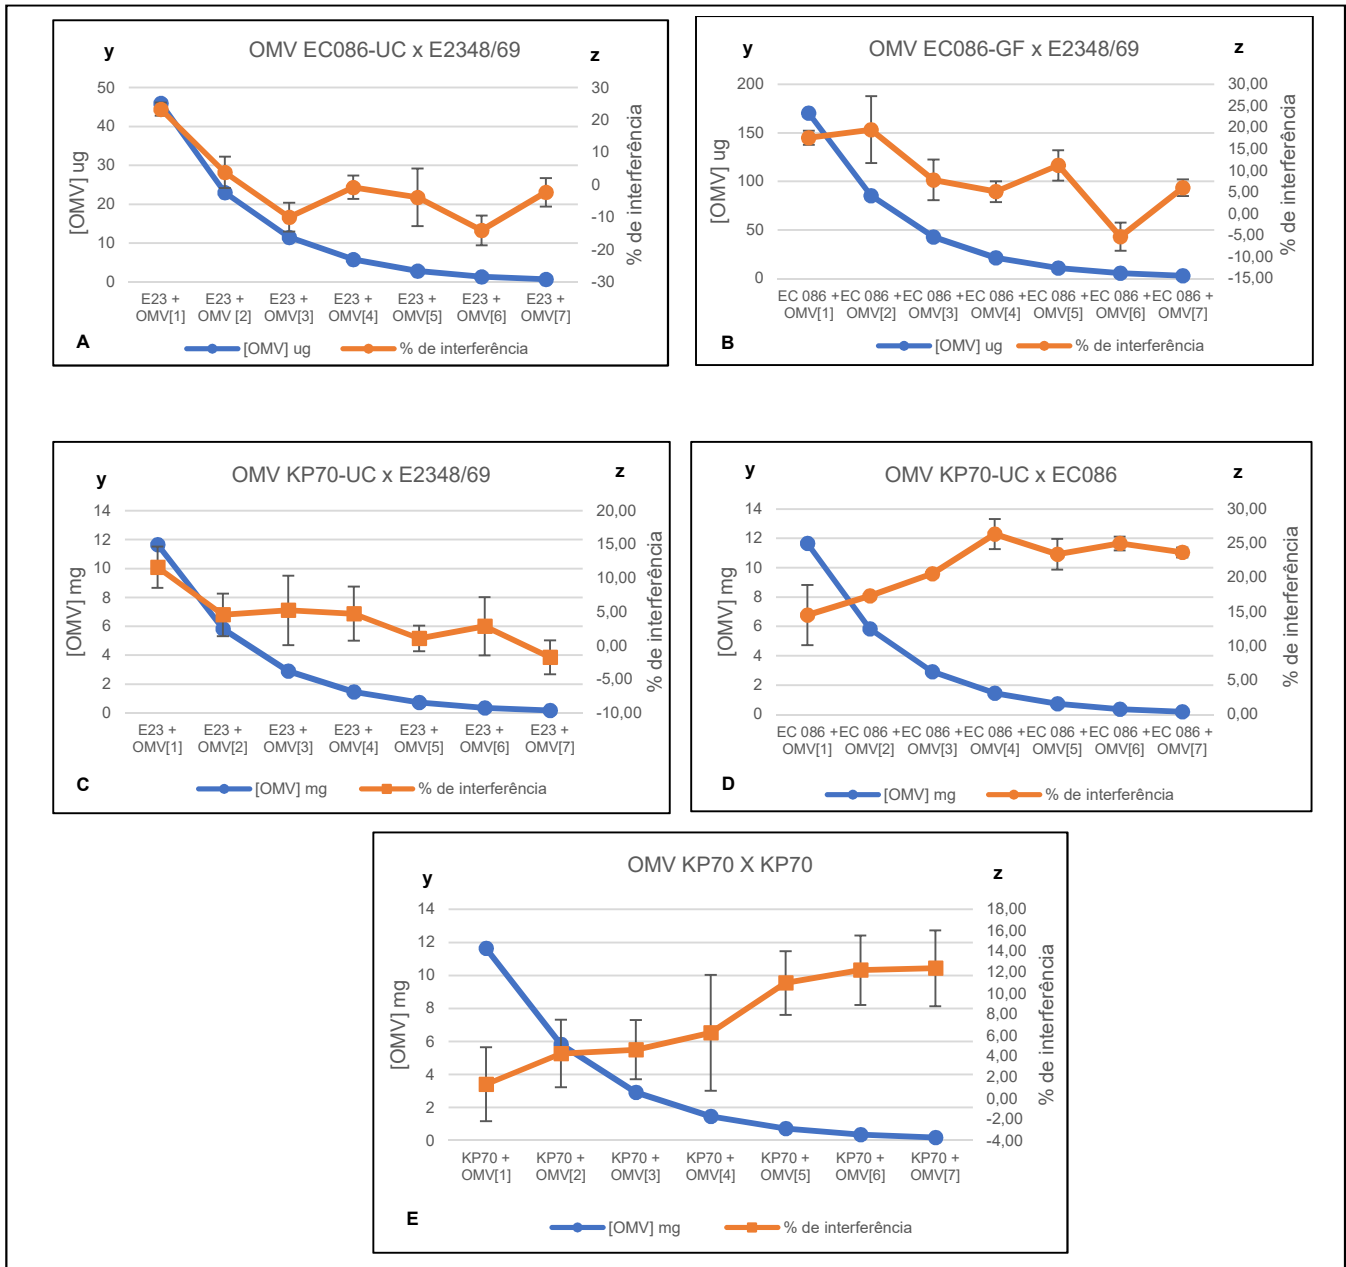 y OMV EC086-UC x E2348/69 z
50
40
30
20
10
0
[OMV] ug
30
20
10
0
-10
-20
-30
% de interferência
E23 + E23 + E23 + E23 + E23 + E23 + E23 +
OMV[1] OMV [2] OMV[3] OMV[4] OMV[5] OMV[6] OMV[7]
A
[OMV] ug % de interferência
y OMV EC086-GF x E2348/69 z
200
150
100
50
0
[OMV] ug
30,00
25,00
20,00
15,00
10,00
5,00
0,00
-5,00
-10,00
-15,00
% de interferência
EC 086 +EC 086 +EC 086 +EC 086 +EC 086 +EC 086 +EC 086 +
OMV[1] OMV[2] OMV[3] OMV[4] OMV[5] OMV[6] OMV[7]
B
[OMV] ug % de interferência
y OMV KP70-UC x E2348/69 z
14
12
10
8
6
4
2
0
[OMV] mg
20,00
15,00
10,00
5,00
0,00
-5,00
-10,00
% de interferência
E23 + E23 + E23 + E23 + E23 + E23 + E23 +
OMV[1] OMV[2] OMV[3] OMV[4] OMV[5] OMV[6] OMV[7]
C
[OMV] mg % de interferência
y OMV KP70-UC x EC086 z
14
12
10
8
6
4
2
0
[OMV] mg
30,00
25,00
20,00
15,00
10,00
5,00
0,00
% de interferência
EC 086 +EC 086 +EC 086 +EC 086 +EC 086 +EC 086 +EC 086 +
OMV[1] OMV[2] OMV[3] OMV[4] OMV[5] OMV[6] OMV[7]
D
[OMV] mg % de interferência
OMV KP70 X KP70
y z
14
12
10
8
6
4
2
0
[OMV] mg
18,00
16,00
14,00
12,00
10,00
8,00
6,00
4,00
2,00
0,00
-2,00
-4,00
% de interferência
KP70 + KP70 + KP70 + KP70 + KP70 + KP70 + KP70 +
OMV[1] OMV[2] OMV[3] OMV[4] OMV[5] OMV[6] OMV[7]
E
[OMV] mg % de interferência